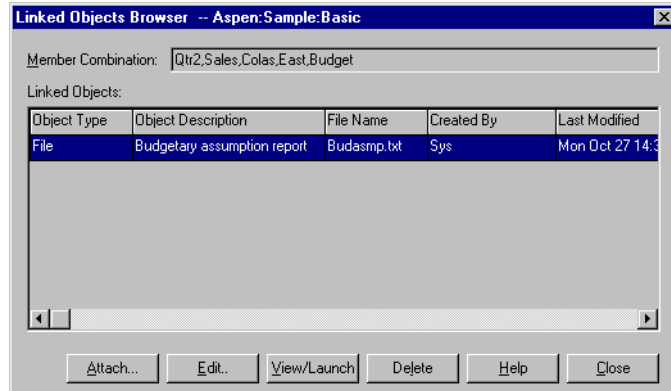 Linked Objects Browser -- Aspen:Sample:Basic
Member Combination: Qtr2,Sales,Colas,East,Budget
Linked Objects:
Object Type Object Description File Name Created By Last Modified
File Budgetary assumption report Budasmp.txt Sys Mon Oct 27 14:3
Attach... Edit.. View/Launch Delete Help Close